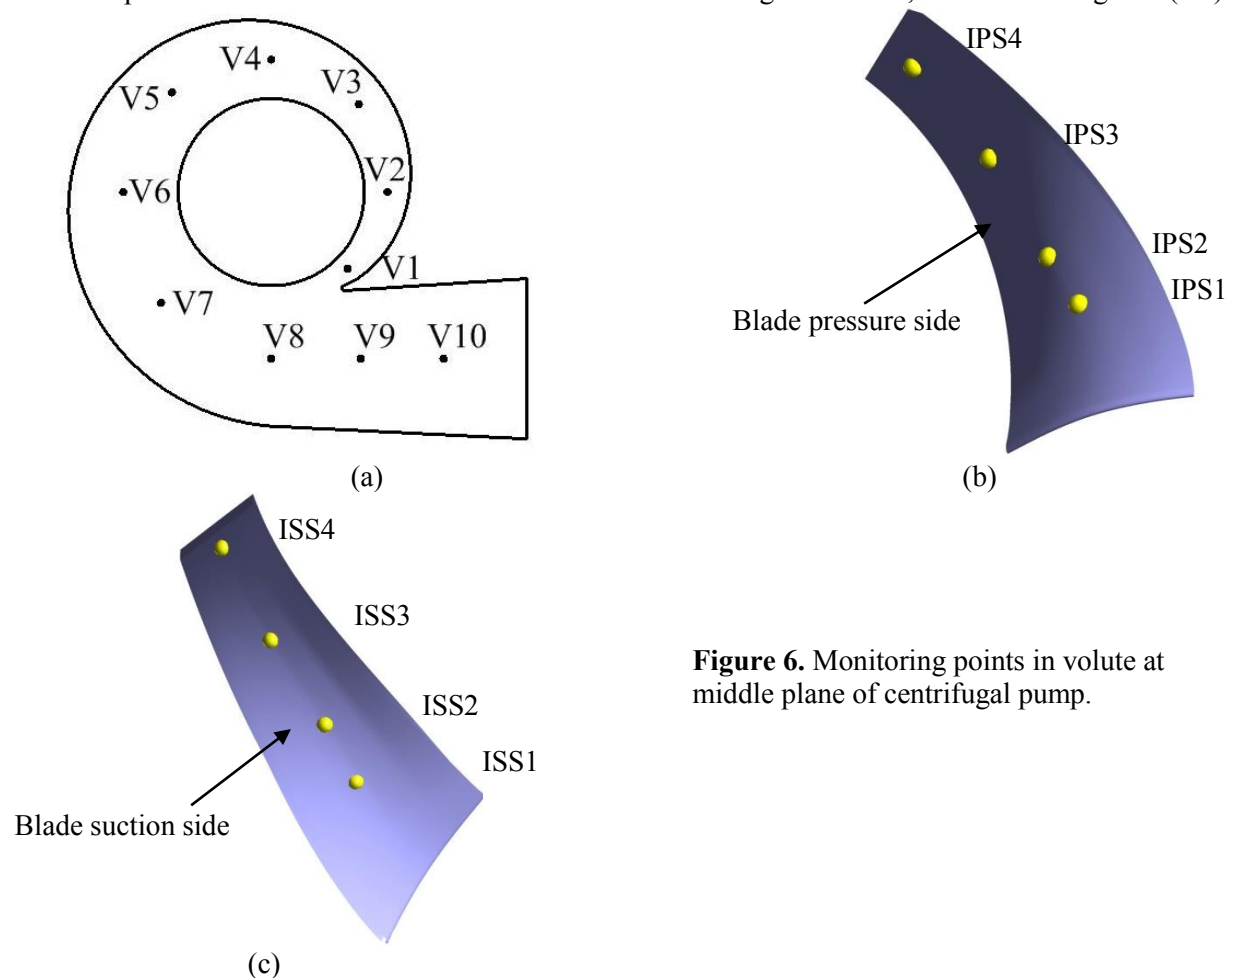 V4
V3
V5
V2
V6
V1
V7
V8 V9 V10
(a)
IPS4
IPS3
IPS2
IPS1
Blade pressure side
(b)
ISS4
ISS3
ISS2
ISS1
Blade suction side
(c)
Figure 6. Monitoring points in volute at
middle plane of centrifugal pump.